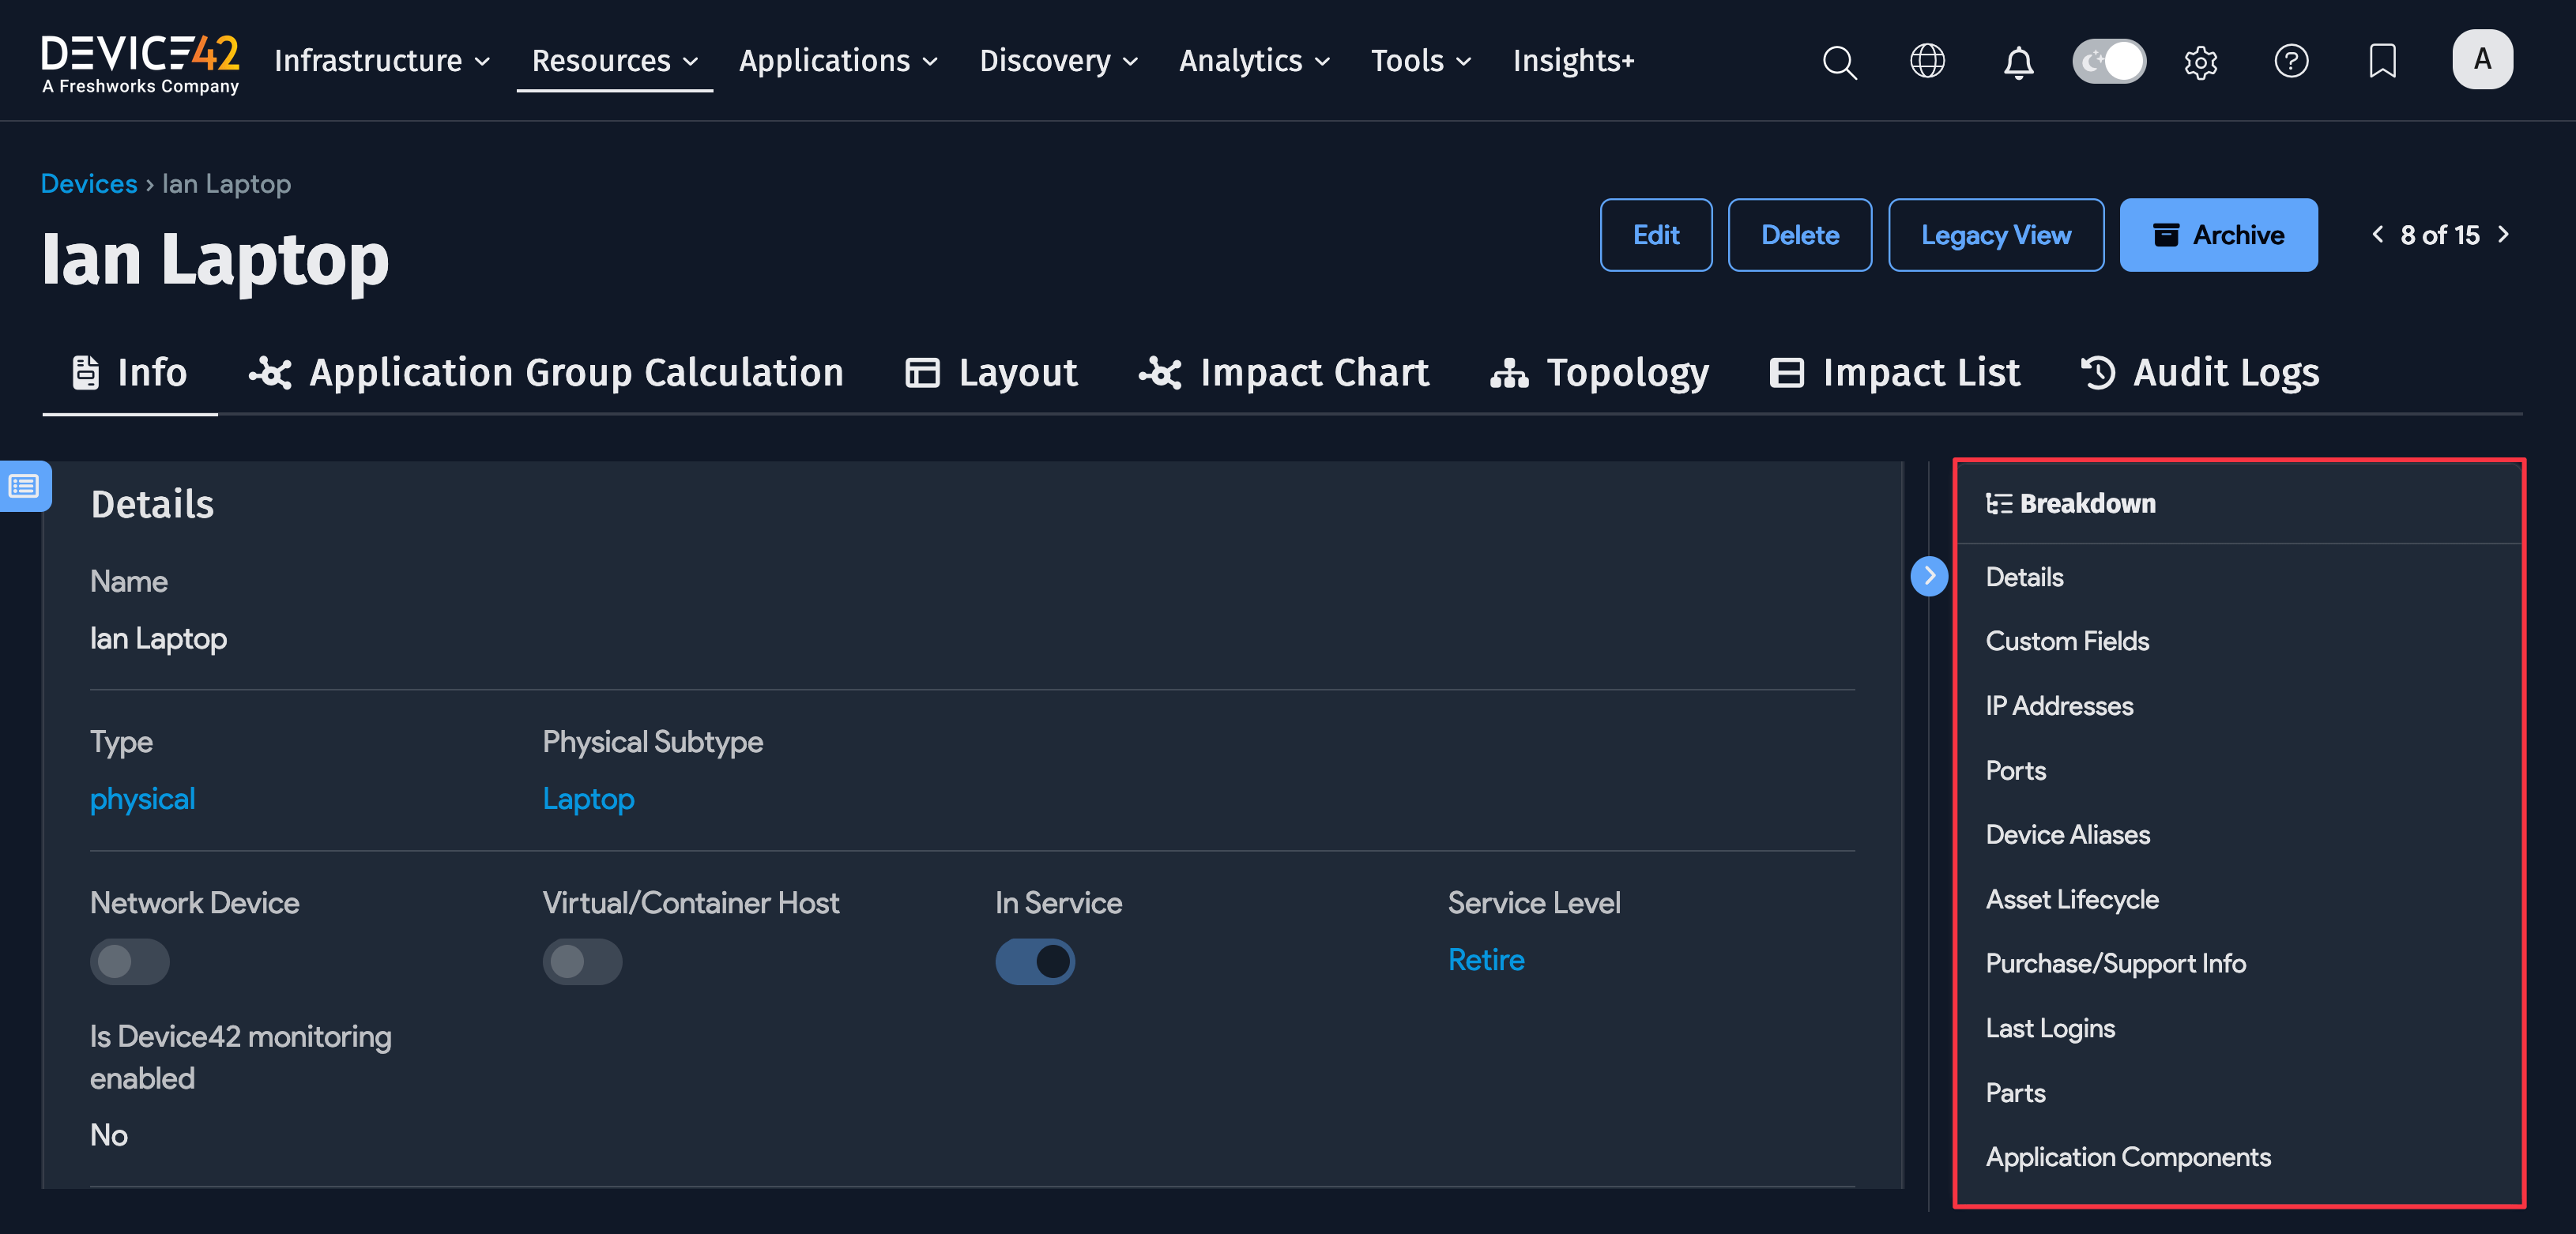 DEVICE42
A Freshworks Company
Infrastructure Resources Applications Discovery Analytics Tools Insights+
A
Devices › Ian Laptop
Ian Laptop
Edit Delete Legacy View Archive < 8 of 15 >
Info Application Group Calculation Layout Impact Chart Topology Impact List Audit Logs
Details
Name
Ian Laptop
Type Physical Subtype
physical Laptop
Network Device Virtual/Container Host In Service Service Level
Retire
Is Device42 monitoring
enabled
No
Breakdown
Details
Custom Fields
IP Addresses
Ports
Device Aliases
Asset Lifecycle
Purchase/Support Info
Last Logins
Parts
Application Components